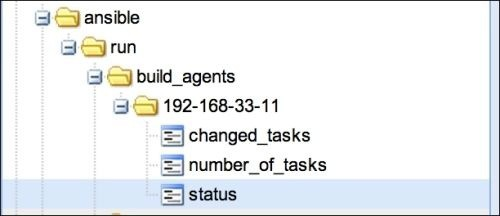 ansible
run
build_agents
192-168-33-11
changed_tasks
number_of_tasks
status